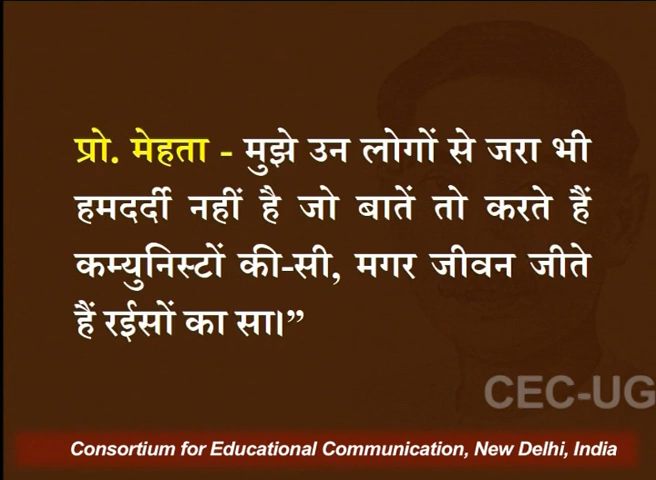 प्रो. मेहता - मुझे उन लोगों से जरा भी
हमदर्दी नहीं है जो बातें तो करते हैं
कम्युनिस्टों की-सी, मगर जीवन जीते
हैं रईसों का सा।”
CEC-UG
Consortium for Educational Communication, New Delhi, India